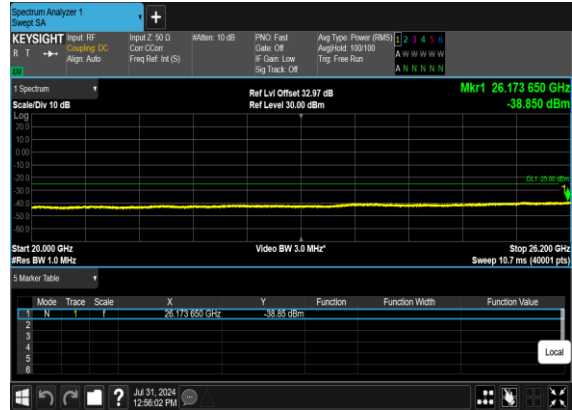 Spectrum Analyzer 1
Swept SA
+
KEYSIGHT Input: RF Input Z: 50 Ω #Atten: 10 dB PNO: Fast Avg Type: Power (RMS) 1 2 3 4 5 6
R T Coupling: DC Corr CCorr Gate: Off Avg|Hold: 100/100 A W W W W W
Align: Auto Freq Ref: Int (S) IF Gain: Low Trig: Free Run
LXI Sig Track: Off A N N N N N
1 Spectrum Ref Lvl Offset 32.97 dB Mkr1 26.173 650 GHz
Scale/Div 10 dB Ref Level 30.00 dBm -38.850 dBm
Log
20.0
10.0
0.00
-10.0
-20.0 DL1 -25.00 dBm
-30.0 1
-40.0
-50.0
-60.0
Start 20.000 GHz Video BW 3.0 MHz* Stop 26.200 GHz
#Res BW 1.0 MHz Sweep 10.7 ms (40001 pts)
5 Marker Table
Mode Trace Scale X Y Function Function Width Function Value
1 N 1 f 26.173 650 GHz -38.85 dBm
2
3
4
5
6
Local
? Jul 31, 2024
12:56:02 PM